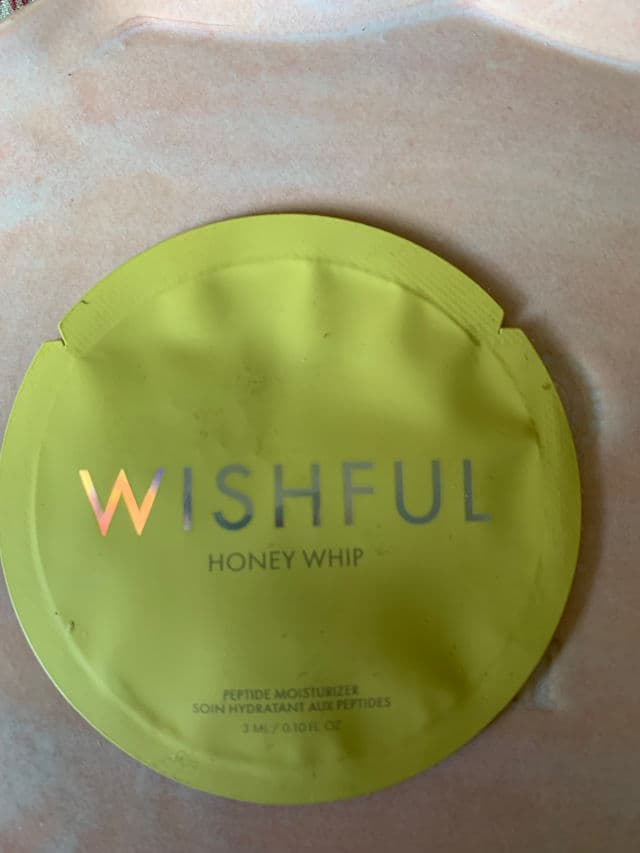 WISHFUL
HONEY WHIP
PEPTIDE MOISTURIZER
SOIN HYDRATANT AUX PEPTIDES
3 ML / 0.10 FL OZ